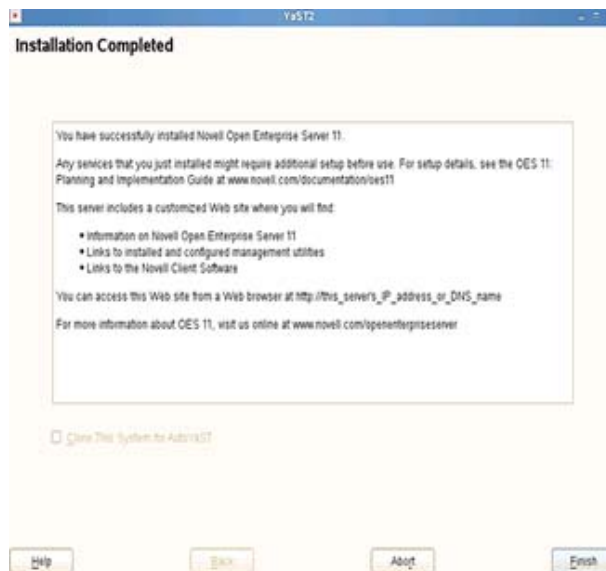 YaST2
Installation Completed
You have successfully installed Novell Open Enterprise Server 11.
Any services that you just installed might require additional setup before use. For setup details, see the OES 11:
Planning and Implementation Guide at www.novell.com/documentation/oes11
This server includes a customized Web site where you will find:
• Information on Novell Open Enterprise Server 11
• Links to installed and configured management utilities
• Links to the Novell Client Software
You can access this Web site from a Web browser at http://this_server's_IP_address_or_DNS_name
For more information about OES 11, visit us online at www.novell.com/openenterpriseserver
Clone This System for AutoYaST
Help
Back
Abort
Finish